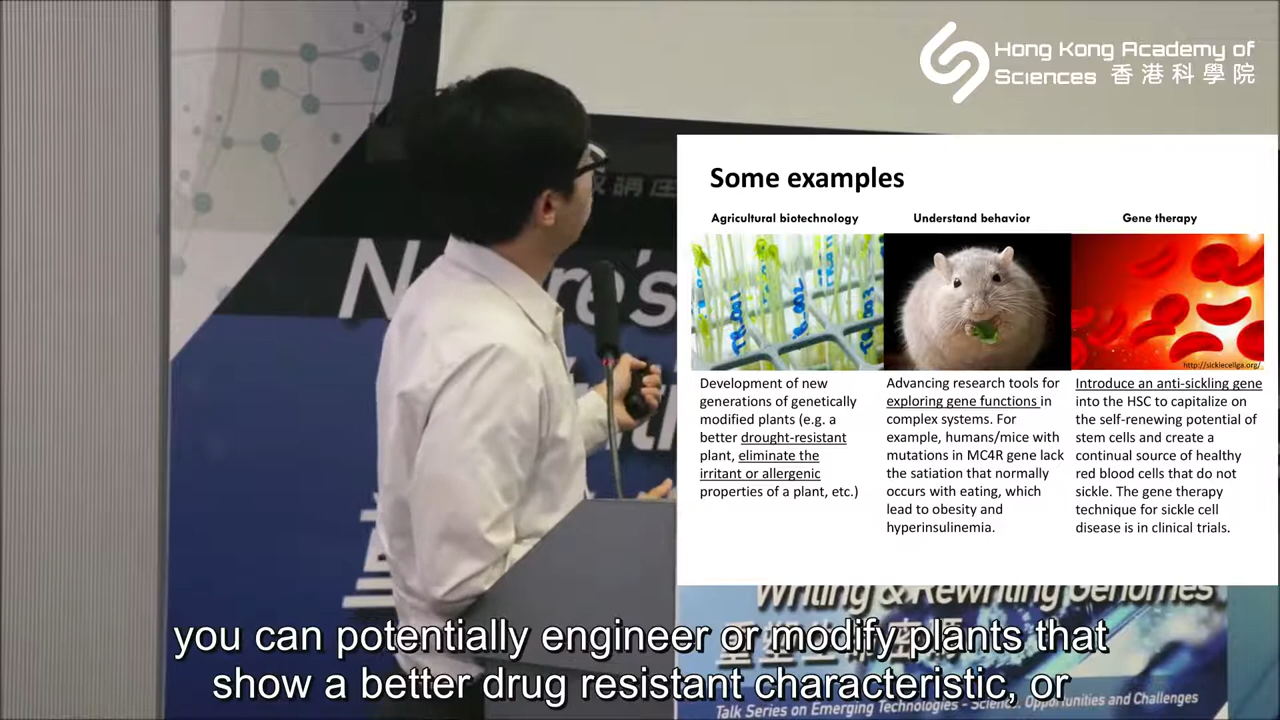 Hong Kong Academy of
Sciences 香港科學院
Some examples
Agricultural biotechnology
Understand behavior
Gene therapy
TB.001
TB.002
http://sicklecellga.org/
Development of new
generations of genetically
modified plants (e.g. a
better drought-resistant
plant, eliminate the
irritant or allergenic
properties of a plant, etc.)
Advancing research tools for
exploring gene functions in
complex systems. For
example, humans/mice with
mutations in MC4R gene lack
the satiation that normally
occurs with eating, which
lead to obesity and
hyperinsulinemia.
Introduce an anti-sickling gene
into the HSC to capitalize on
the self-renewing potential of
stem cells and create a
continual source of healthy
red blood cells that do not
sickle. The gene therapy
technique for sickle cell
disease is in clinical trials.
Writing & Rewriting Genomes
Talk Series on Emerging Technologies - Science, Opportunities and Challenges
you can potentially engineer or modify plants that
show a better drug resistant characteristic, or